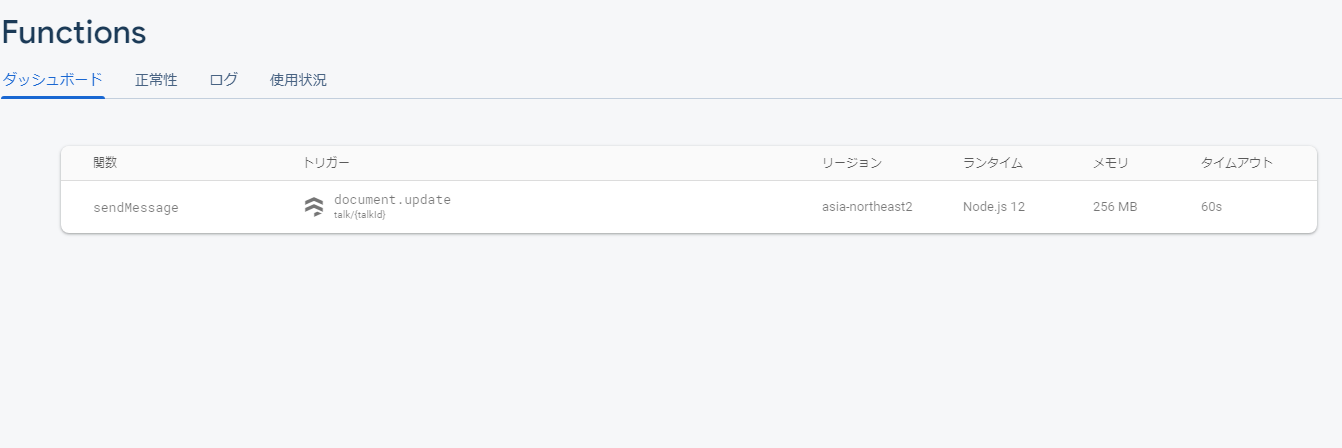 Functions
ダッシュボード 正常性 ログ 使用状況
関数 トリガー リージョン ランタイム メモリ タイムアウト
sendMessage document.update asia-northeast2 Node.js 12 256 MB 60s
talk/{talkId}